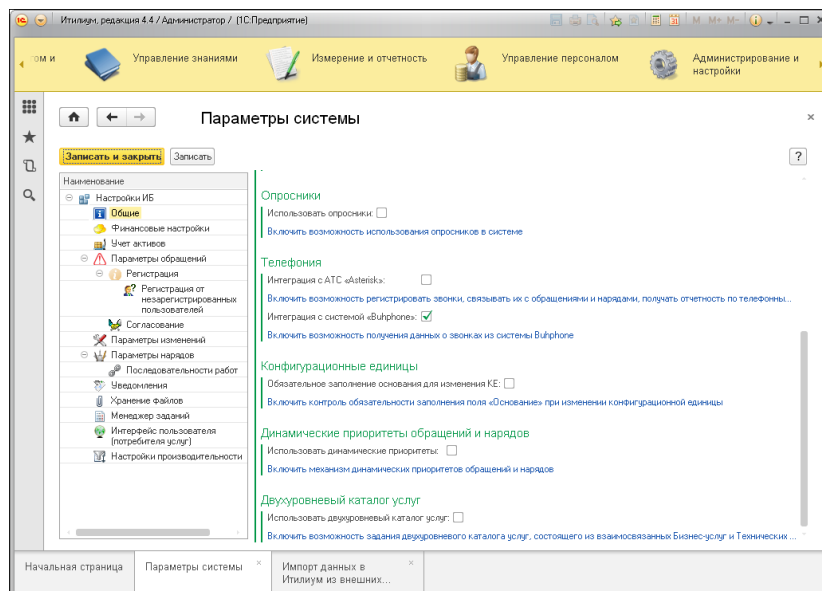 Итилиум, редакция 4.4 / Администратор / (1С:Предприятие)
M M+ M-
том и
Управление знаниями
Измерение и отчетность
Управление персоналом
Администрирование и
настройки
Параметры системы
Записать и закрыть
Записать
?
Наименование
Настройки ИБ
Общие
Финансовые настройки
Учет активов
Параметры обращений
Регистрация
Регистрация от
незарегистрированных
пользователей
Согласование
Параметры изменений
Параметры нарядов
Последовательности работ
Уведомления
Хранение файлов
Менеджер заданий
Интерфейс пользователя
(потребителя услуг)
Настройки производительности
Опросники
Использовать опросники:
Включить возможность использования опросников в системе
Телефония
Интеграция с АТС «Asterisk»:
Включить возможность регистрировать звонки, связывать их с обращениями и нарядами, получать отчетность по телефонны...
Интеграция с системой «Buhphone»:
Включить возможность получения данных о звонках из системы Buhphone
Конфигурационные единицы
Обязательное заполнение основания для изменения КЕ:
Включить контроль обязательности заполнения поля «Основание» при изменении конфигурационной единицы
Динамические приоритеты обращений и нарядов
Использовать динамические приоритеты:
Включить механизм динамических приоритетов обращений и нарядов
Двухуровневый каталог услуг
Использовать двухуровневый каталог услуг:
Включить возможность задания двухуровневого каталога услуг, состоящего из взаимосвязанных Бизнес-услуг и Технических ...
Начальная страница
Параметры системы
Импорт данных в
Итилиум из внешних...